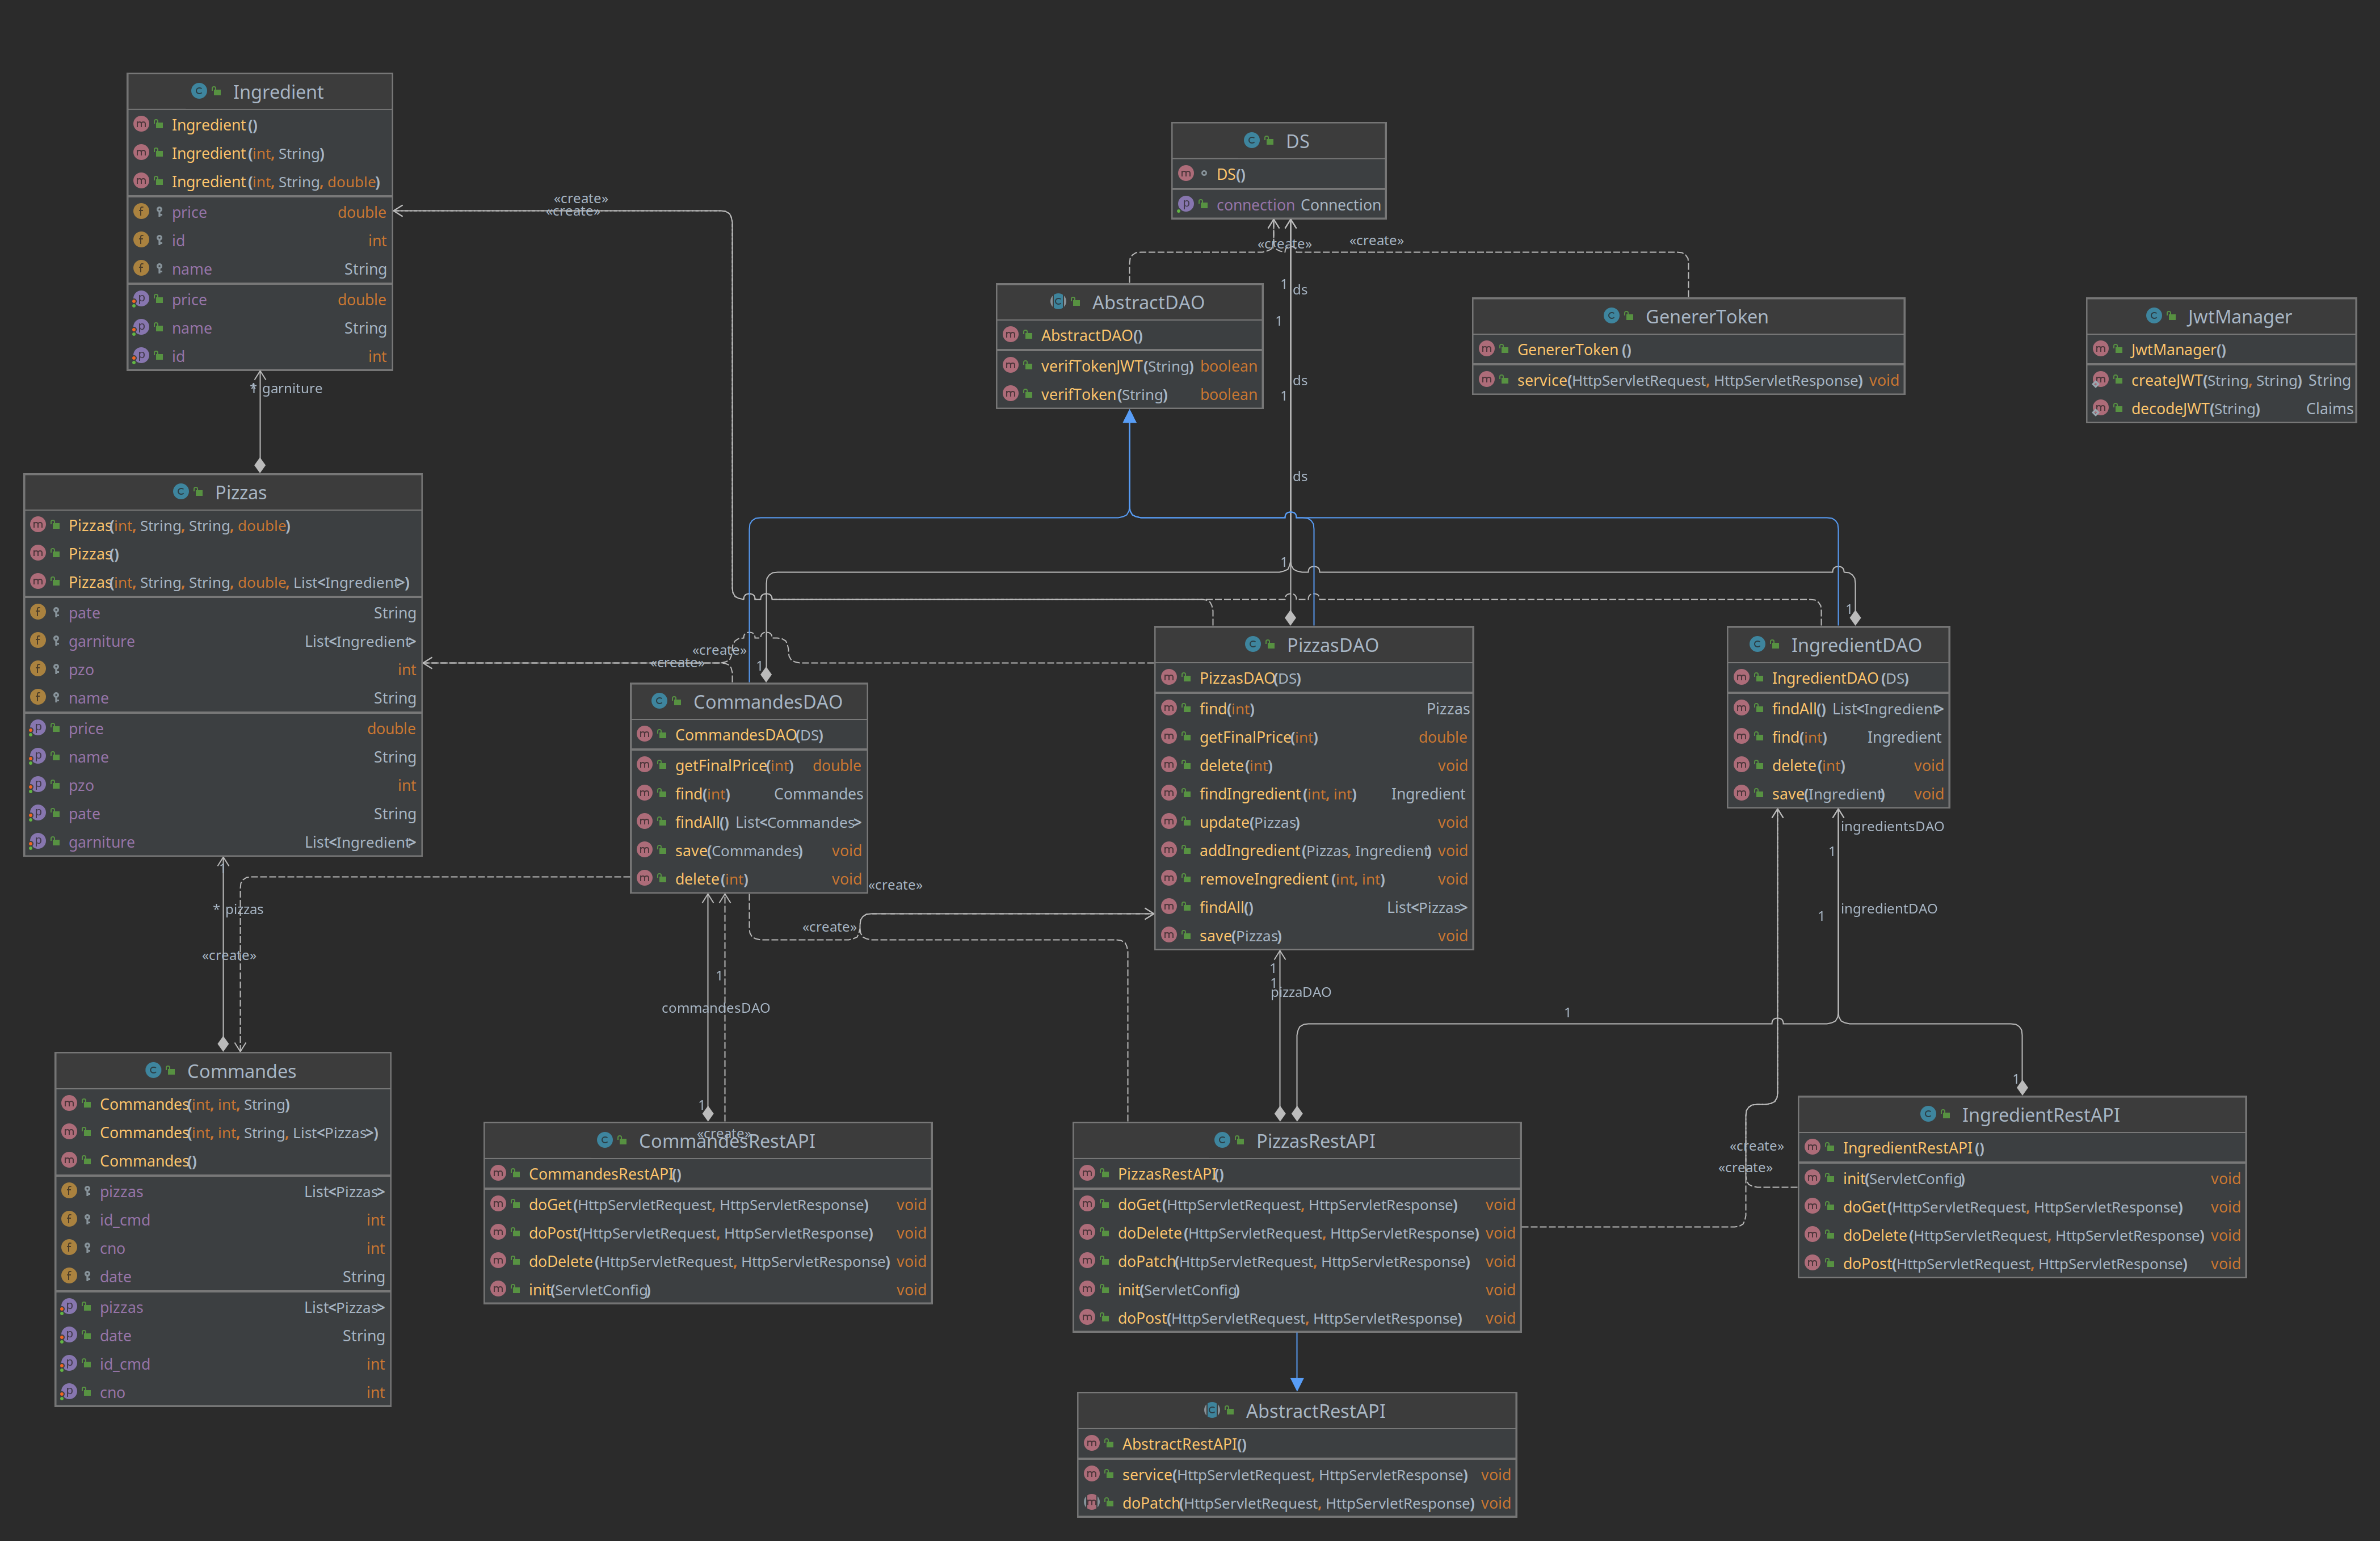 Ingredient
Ingredient()
Ingredient(int, String)
Ingredient(int, String, double)
price double
id int
name String
price double
name String
id int
«create»
«create»
DS
DS()
connection Connection
«create»
«create»
1
ds
1
ds
1
ds
1
AbstractDAO
AbstractDAO()
verifTokenJWT(String) boolean
verifToken(String) boolean
GenererToken
GenererToken()
service(HttpServletRequest, HttpServletResponse) void
JwtManager
JwtManager()
createJWT(String, String) String
decodeJWT(String) Claims
* garniture
Pizzas
Pizzas(int, String, String, double)
Pizzas()
Pizzas(int, String, String, double, List<Ingredient>)
pate String
garniture List<Ingredient>
pzo int
name String
price double
name String
pzo int
pate String
garniture List<Ingredient>
«create»
«create»
1
1
CommandesDAO
CommandesDAO(DS)
getFinalPrice(int) double
find(int) Commandes
findAll() List<Commandes>
save(Commandes) void
delete(int) void
PizzasDAO
PizzasDAO(DS)
find(int) Pizzas
getFinalPrice(int) double
delete(int) void
findIngredient(int, int) Ingredient
update(Pizzas) void
addIngredient(Pizzas, Ingredient) void
removeIngredient(int, int) void
findAll() List<Pizzas>
save(Pizzas) void
IngredientDAO
IngredientDAO(DS)
findAll() List<Ingredient>
find(int) Ingredient
delete(int) void
save(Ingredient) void
ingredientsDAO
1
ingredientDAO
1
«create»
«create»
* pizzas
«create»
1
commandesDAO
1
«create»
1
1
pizzaDAO
1
1
«create»
«create»
Commandes
Commandes(int, int, String)
Commandes(int, int, String, List<Pizzas>)
Commandes()
pizzas List<Pizzas>
id_cmd int
cno int
date String
pizzas List<Pizzas>
date String
id_cmd int
cno int
CommandesRestAPI
CommandesRestAPI()
doGet(HttpServletRequest, HttpServletResponse) void
doPost(HttpServletRequest, HttpServletResponse) void
doDelete(HttpServletRequest, HttpServletResponse) void
init(ServletConfig) void
PizzasRestAPI
PizzasRestAPI()
doGet(HttpServletRequest, HttpServletResponse) void
doDelete(HttpServletRequest, HttpServletResponse) void
doPatch(HttpServletRequest, HttpServletResponse) void
init(ServletConfig) void
doPost(HttpServletRequest, HttpServletResponse) void
IngredientRestAPI
IngredientRestAPI()
init(ServletConfig) void
doGet(HttpServletRequest, HttpServletResponse) void
doDelete(HttpServletRequest, HttpServletResponse) void
doPost(HttpServletRequest, HttpServletResponse) void
AbstractRestAPI
AbstractRestAPI()
service(HttpServletRequest, HttpServletResponse) void
doPatch(HttpServletRequest, HttpServletResponse) void